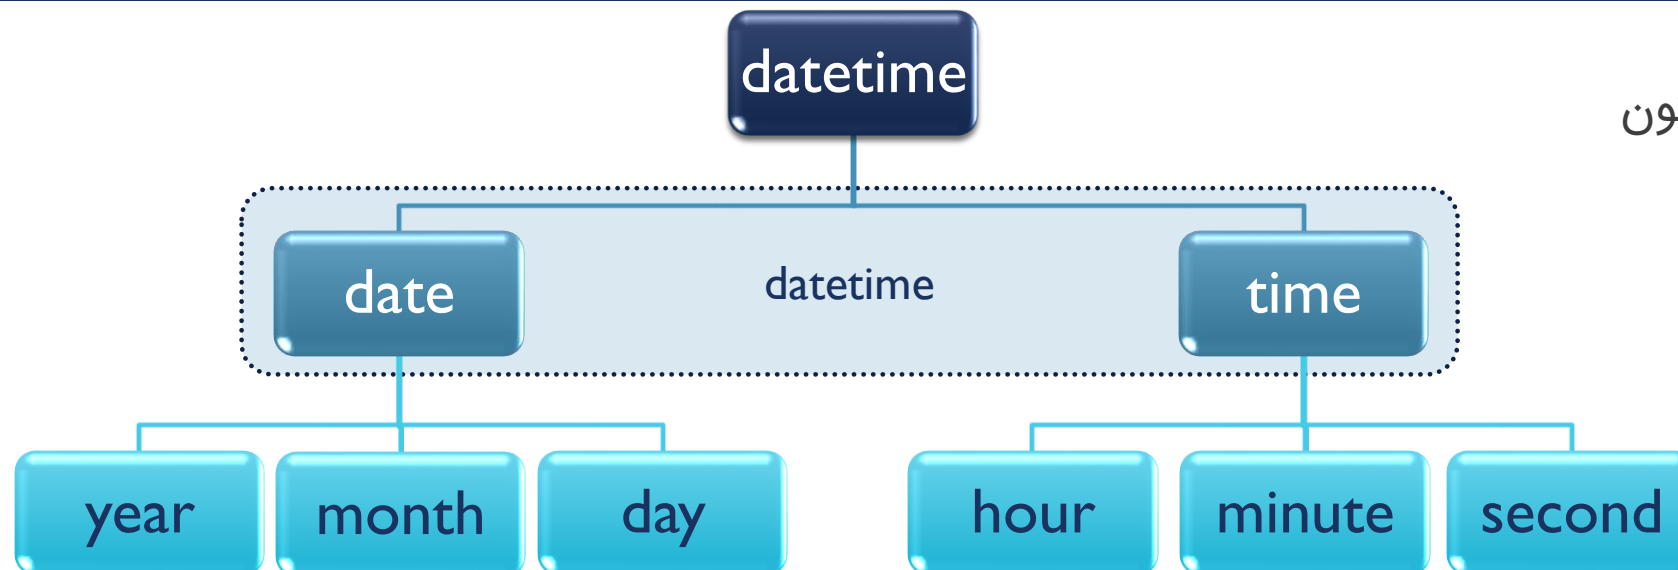 datetime
date
datetime
time
year
month
day
hour
minute
second